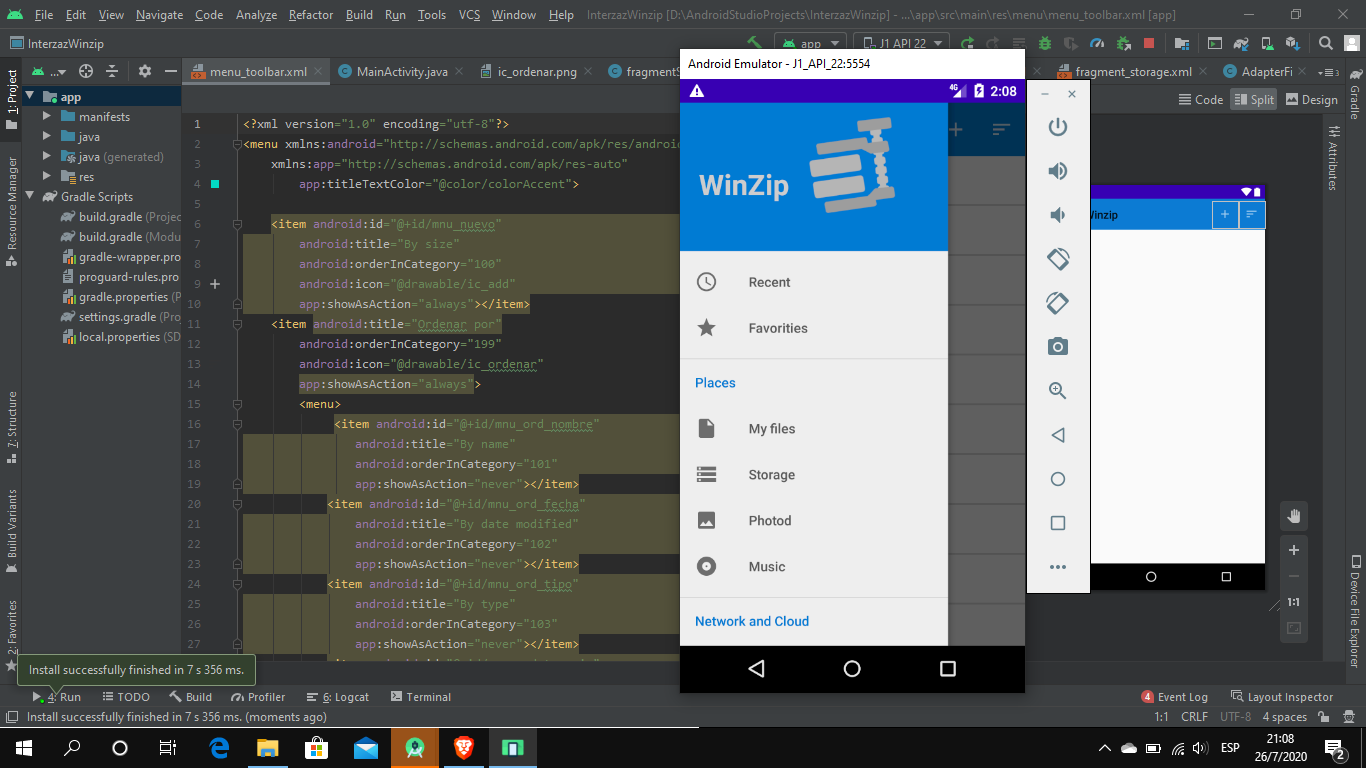 File Edit View Navigate Code Analyze Refactor Build Run Tools VCS Window Help InterzazWinzip [D:\AndroidStudioProjects\InterzazWinzip] - ...\app\src\main\res\menu\menu_toolbar.xml [app]
InterzazWinzip
app
J1 API 22
1: Project
Resource Manager
7: Structure
Build Variants
2: Favorites
app
manifests
java
java (generated)
res
Gradle Scripts
build.gradle (Projec
build.gradle (Modu
gradle-wrapper.pro
proguard-rules.pro
gradle.properties (P
settings.gradle (Proj
local.properties (SD
menu_toolbar.xml
MainActivity.java
ic_ordenar.png
fragmentS
fragment_storage.xml
AdapterFi
Code Split Design
1 <?xml version="1.0" encoding="utf-8"?>
2 <menu xmlns:android="http://schemas.android.com/apk/res/android
3 xmlns:app="http://schemas.android.com/apk/res-auto"
4 app:titleTextColor="@color/colorAccent">
5
6 <item android:id="@+id/mnu_nuevo"
7 android:title="By size"
8 android:orderInCategory="100"
9 android:icon="@drawable/ic_add"
10 app:showAsAction="always"></item>
11 <item android:title="Ordenar por"
12 android:orderInCategory="199"
13 android:icon="@drawable/ic_ordenar"
14 app:showAsAction="always">
15 <menu>
16 <item android:id="@+id/mnu_ord_nombre"
17 android:title="By name"
18 android:orderInCategory="101"
19 app:showAsAction="never"></item>
20 <item android:id="@+id/mnu_ord_fecha"
21 android:title="By date modified"
22 android:orderInCategory="102"
23 app:showAsAction="never"></item>
24 <item android:id="@+id/mnu_ord_tipo"
25 android:title="By type"
26 android:orderInCategory="103"
27 app:showAsAction="never"></item>
Android Emulator - J1_API_22:5554
4G 2:08
WinZip
Recent
Favorities
Places
My files
Storage
Photod
Music
Network and Cloud
inzip
1:1
Gradle
Attributes
Device File Explorer
Install successfully finished in 7 s 356 ms.
4: Run TODO Build Profiler 6: Logcat Terminal 4 Event Log Layout Inspector
Install successfully finished in 7 s 356 ms. (moments ago) 1:1 CRLF UTF-8 4 spaces
ESP
21:08
26/7/2020
2